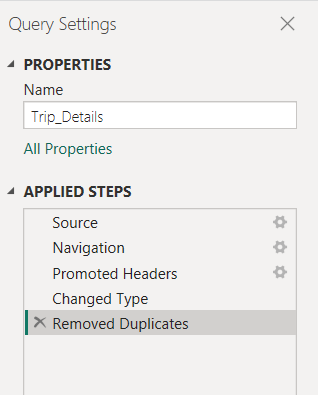 Query Settings
PROPERTIES
Name
Trip_Details
All Properties
APPLIED STEPS
Source
Navigation
Promoted Headers
Changed Type
Removed Duplicates